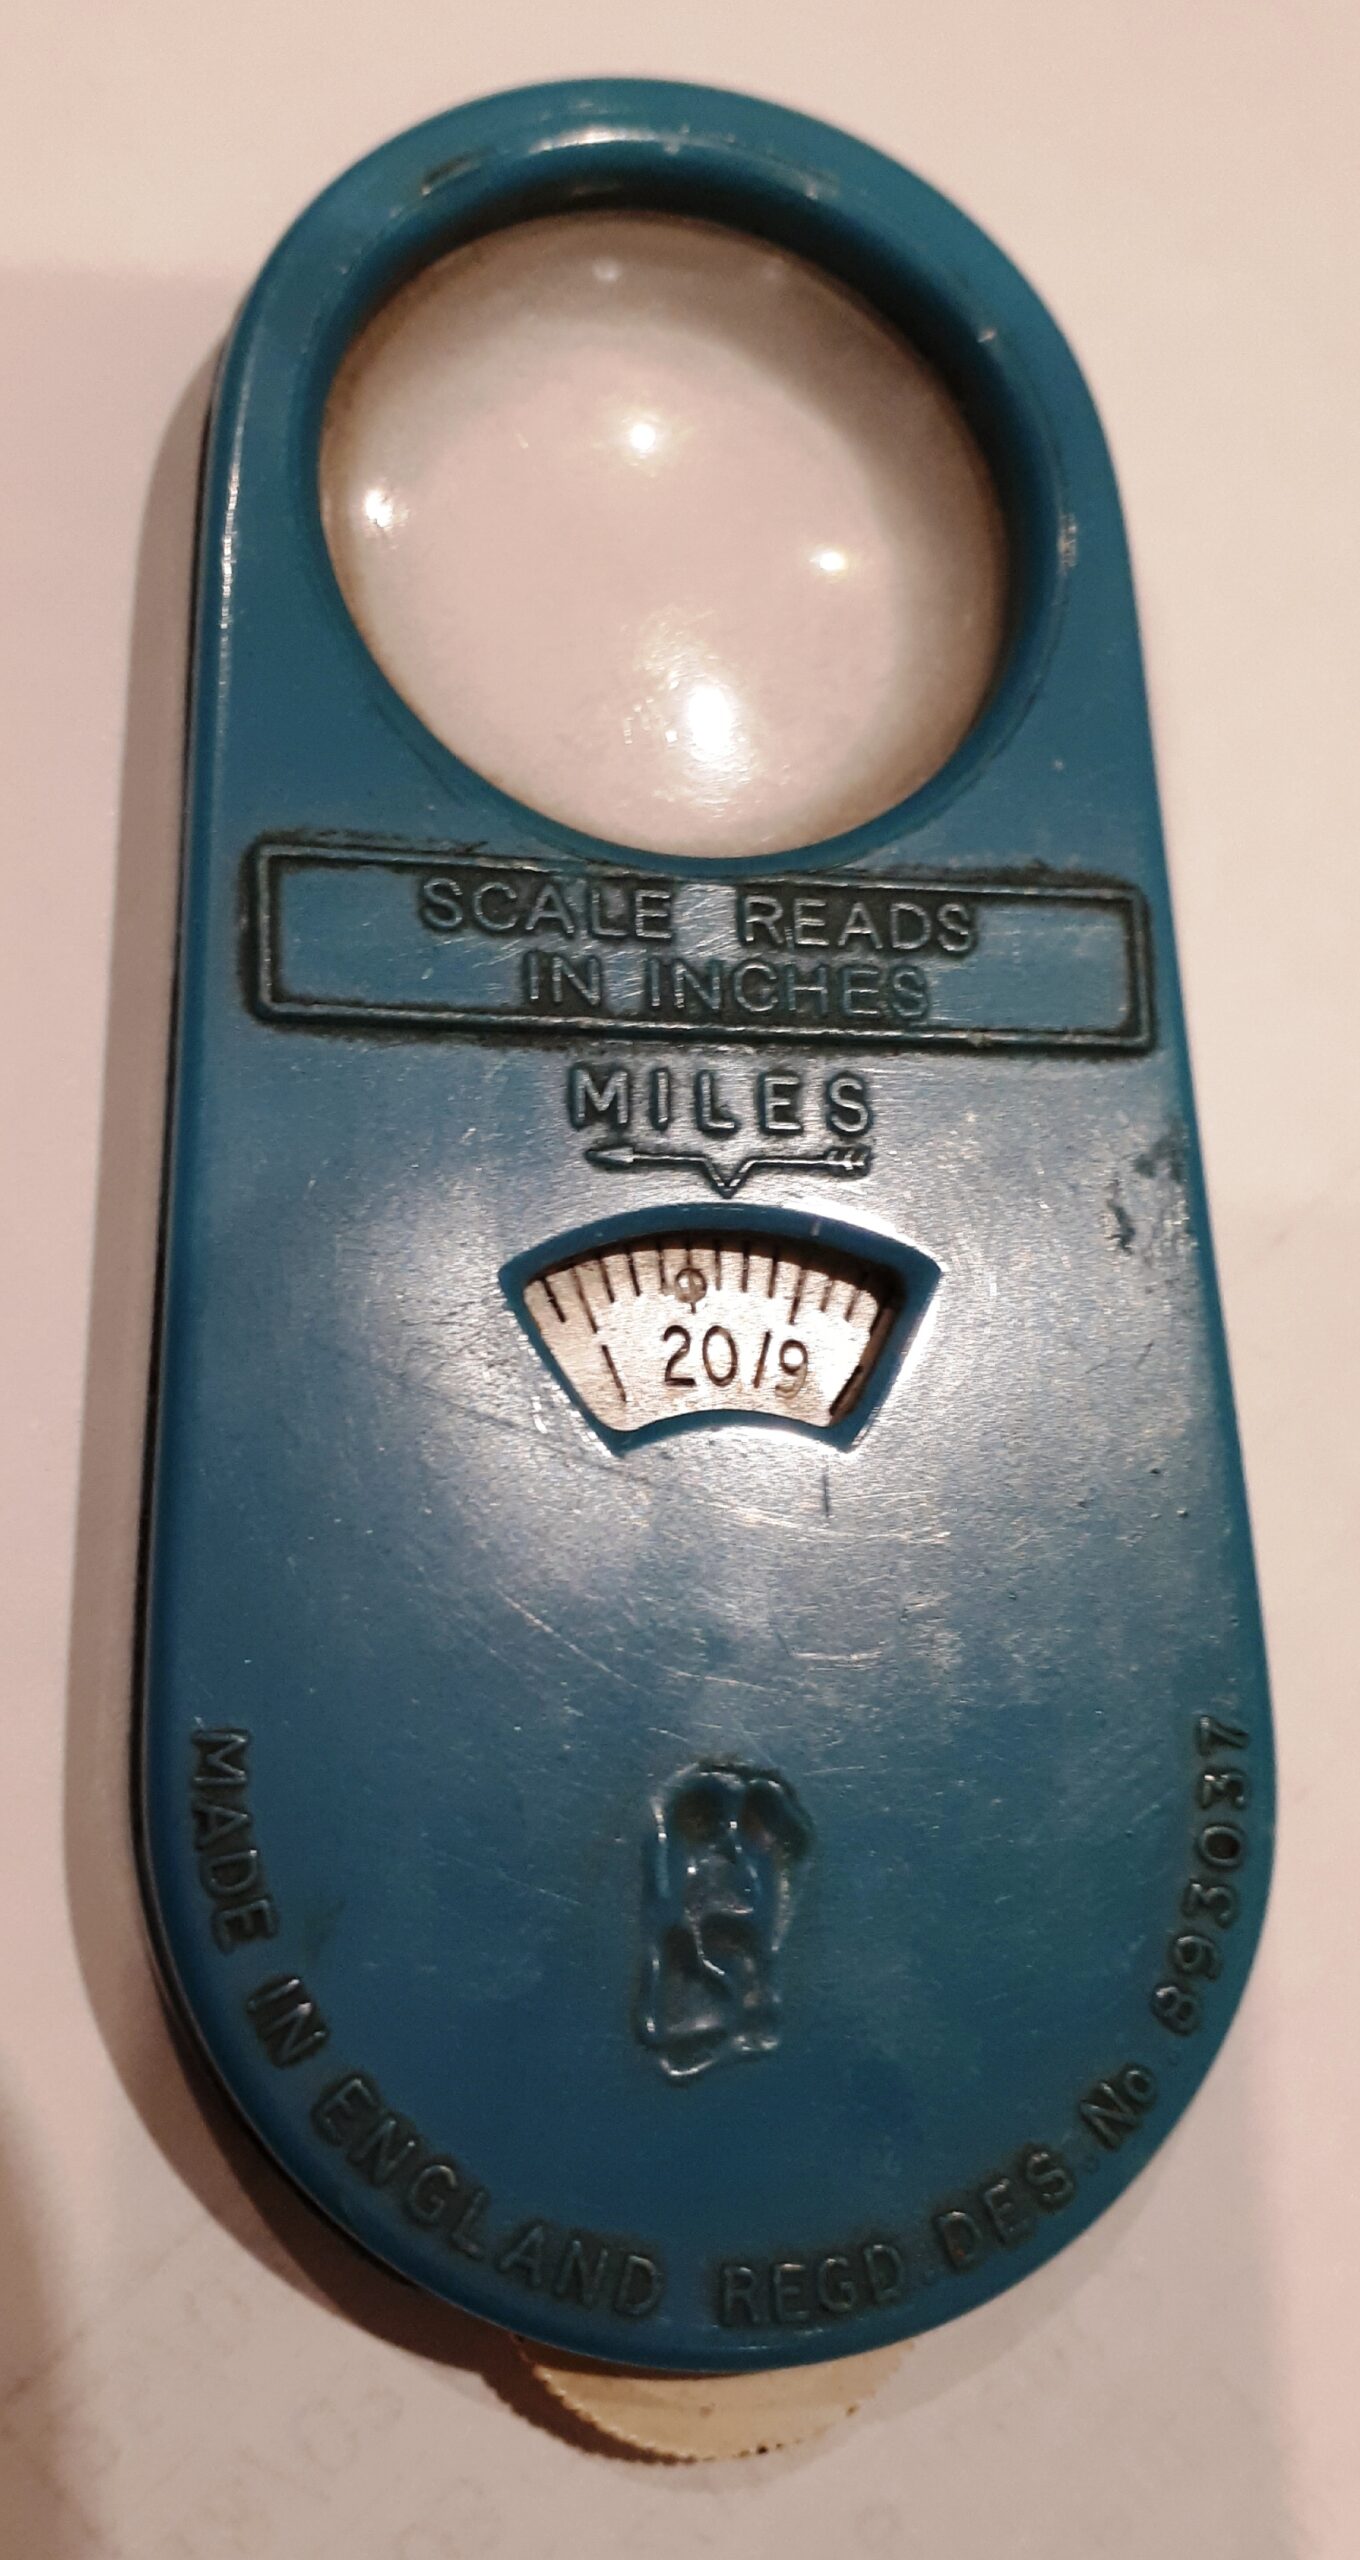 SCALE READS
IN INCHES
MILES
20/9
MADE IN ENGLAND REGD. DES. No. 893037